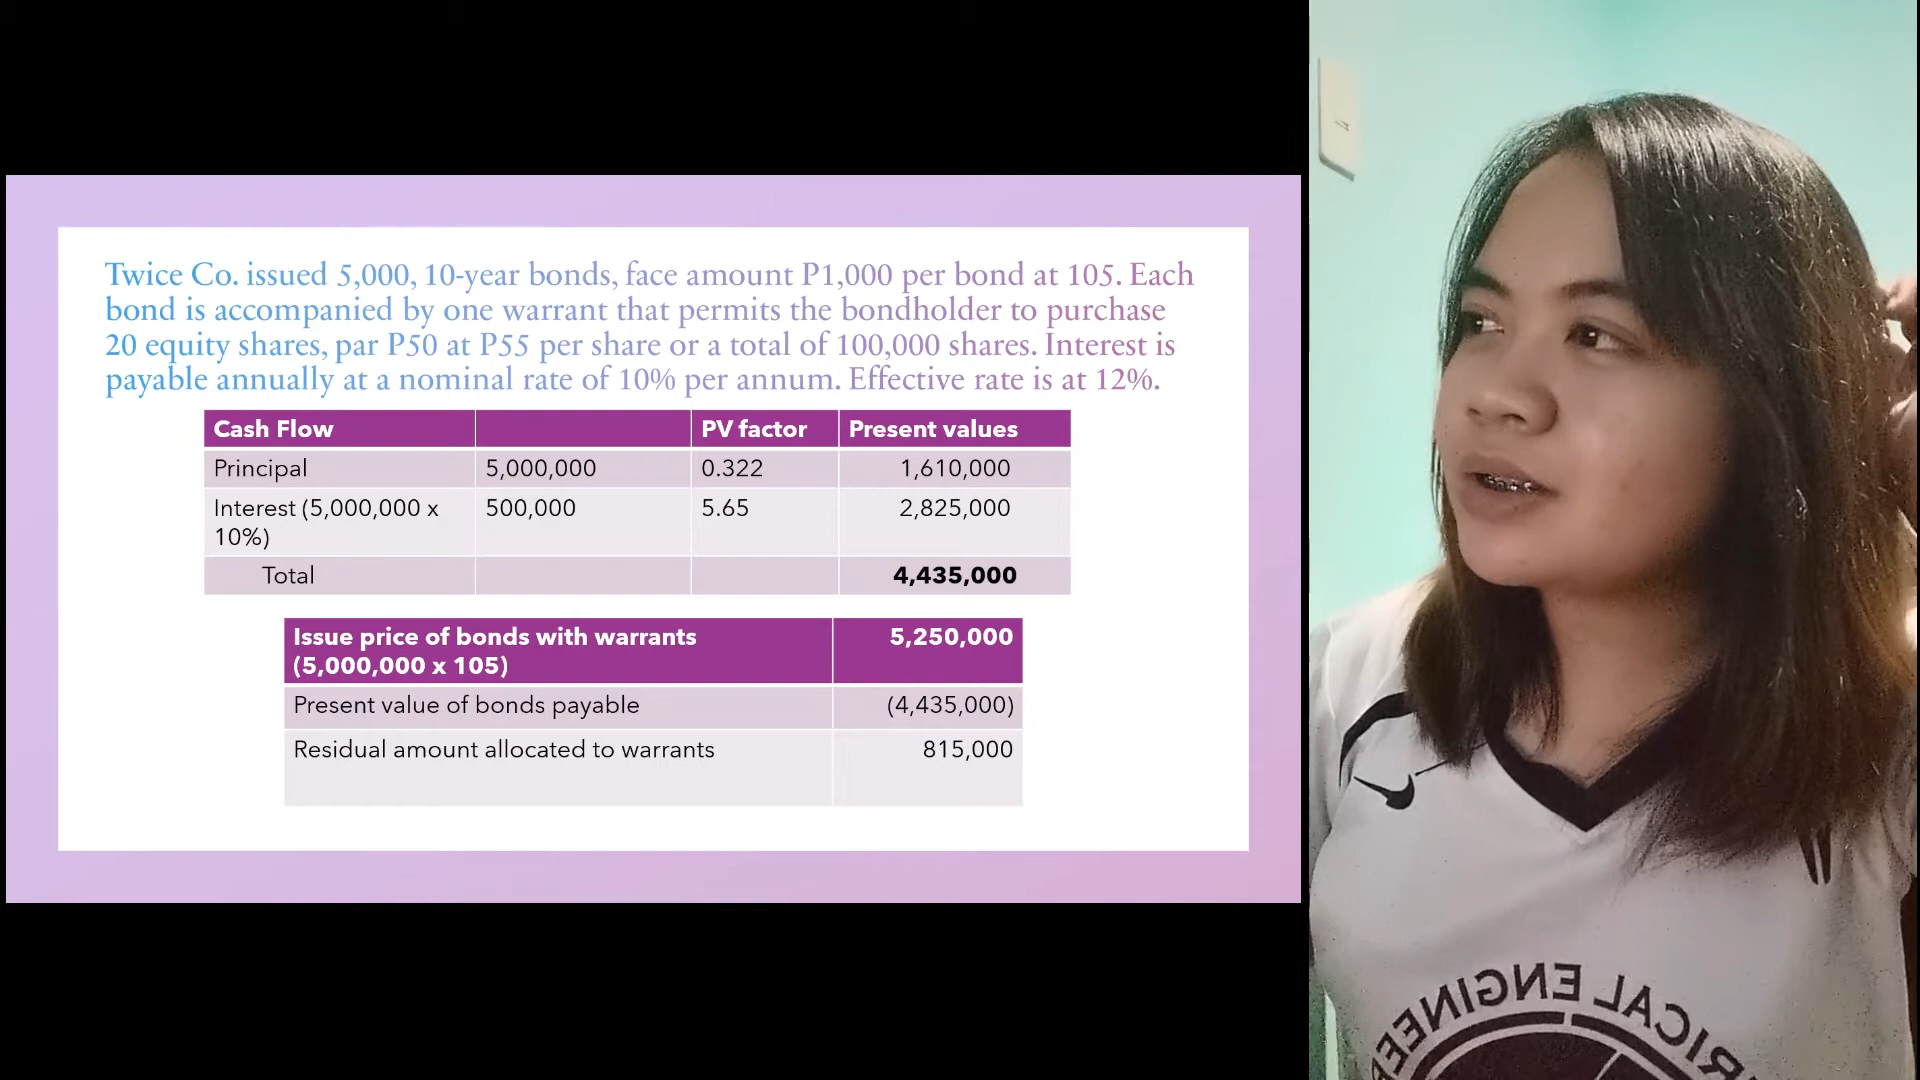 Twice Co. issued 5,000, 10-year bonds, face amount P1,000 per bond at 105. Each
bond is accompanied by one warrant that permits the bondholder to purchase
20 equity shares, par P50 at P55 per share or a total of 100,000 shares. Interest is
payable annually at a nominal rate of 10% per annum. Effective rate is at 12%.
Cash Flow PV factor Present values
Principal 5,000,000 0.322 1,610,000
Interest (5,000,000 x 500,000 5.65 2,825,000
10%)
Total 4,435,000
Issue price of bonds with warrants 5,250,000
(5,000,000 x 105)
Present value of bonds payable (4,435,000)
Residual amount allocated to warrants 815,000